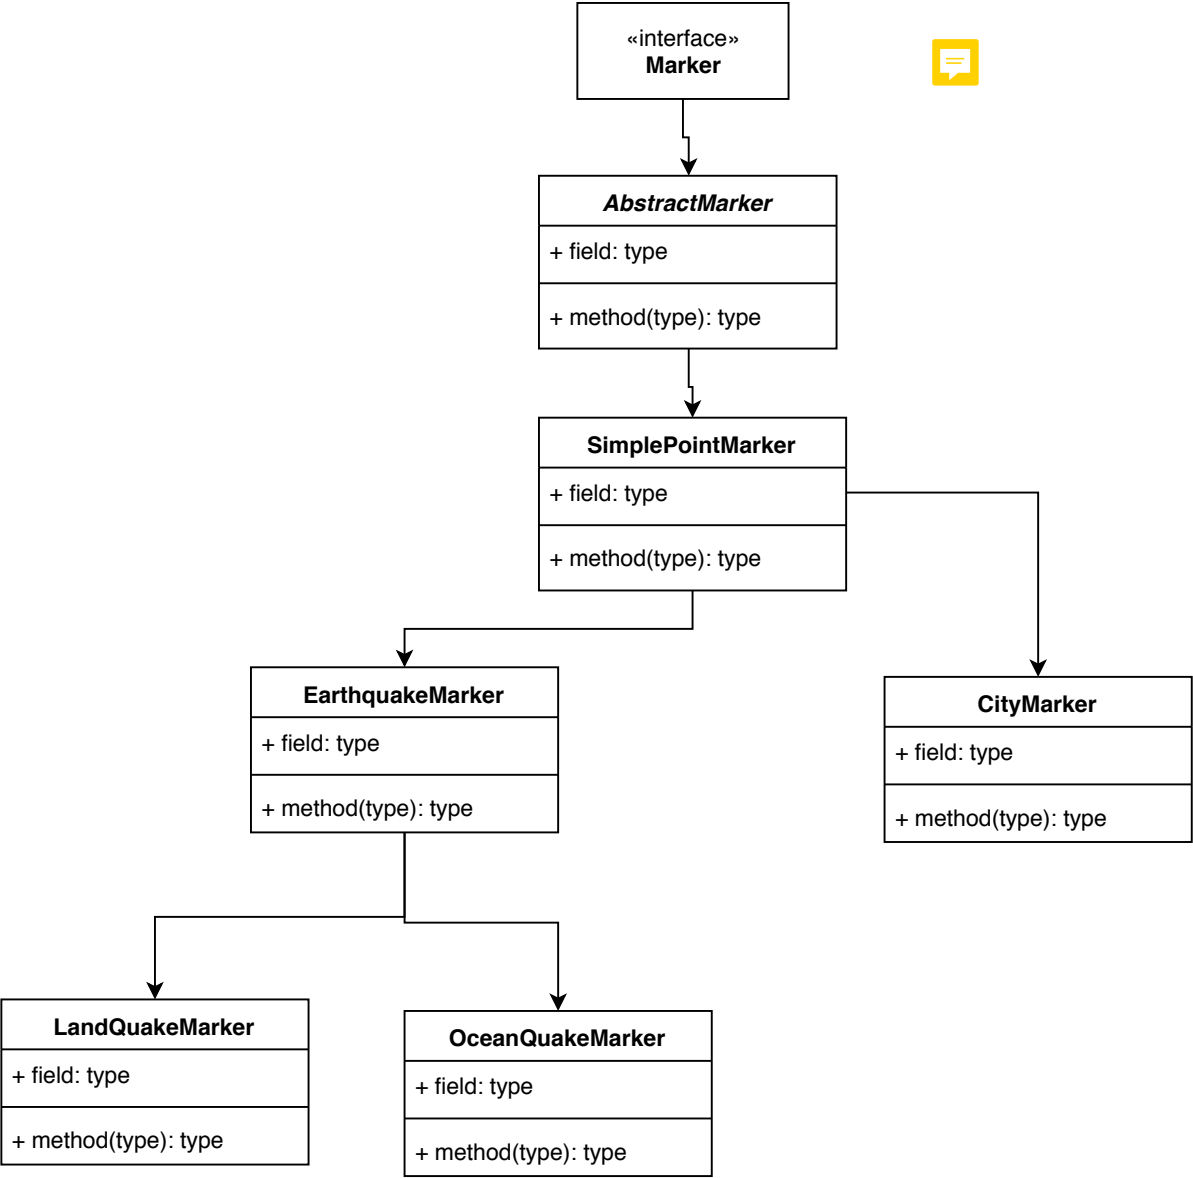 «interface»
Marker
AbstractMarker
+ field: type
+ method(type): type
SimplePointMarker
+ field: type
+ method(type): type
EarthquakeMarker
+ field: type
+ method(type): type
CityMarker
+ field: type
+ method(type): type
LandQuakeMarker
+ field: type
+ method(type): type
OceanQuakeMarker
+ field: type
+ method(type): type